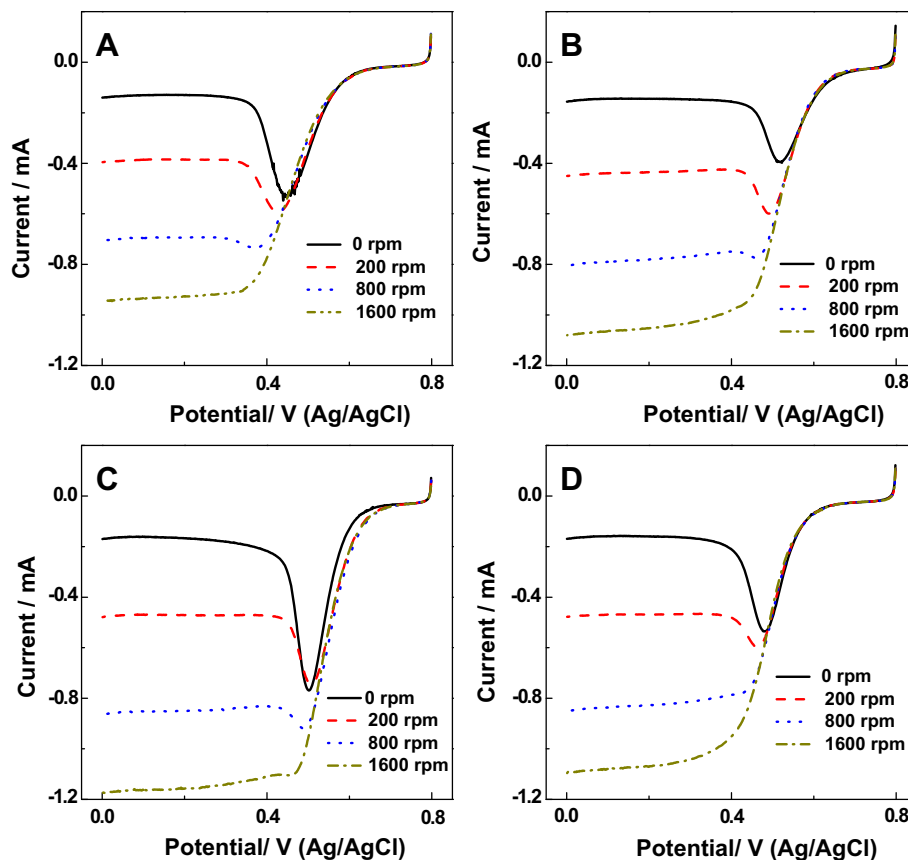 A
0.0
-0.4
-0.8
-1.2
Current / mA
0 rpm
200 rpm
800 rpm
1600 rpm
0.0 0.4 0.8
Potential/ V (Ag/AgCl)
B
0.0
-0.4
-0.8
-1.2
Current / mA
0 rpm
200 rpm
800 rpm
1600 rpm
0.0 0.4 0.8
Potential/ V (Ag/AgCl)
C
0.0
-0.4
-0.8
-1.2
Current / mA
0 rpm
200 rpm
800 rpm
1600 rpm
0.0 0.4 0.8
Potential/ V (Ag/AgCl)
D
0.0
-0.4
-0.8
-1.2
Current / mA
0 rpm
200 rpm
800 rpm
1600 rpm
0.0 0.4 0.8
Potential/ V (Ag/AgCl)